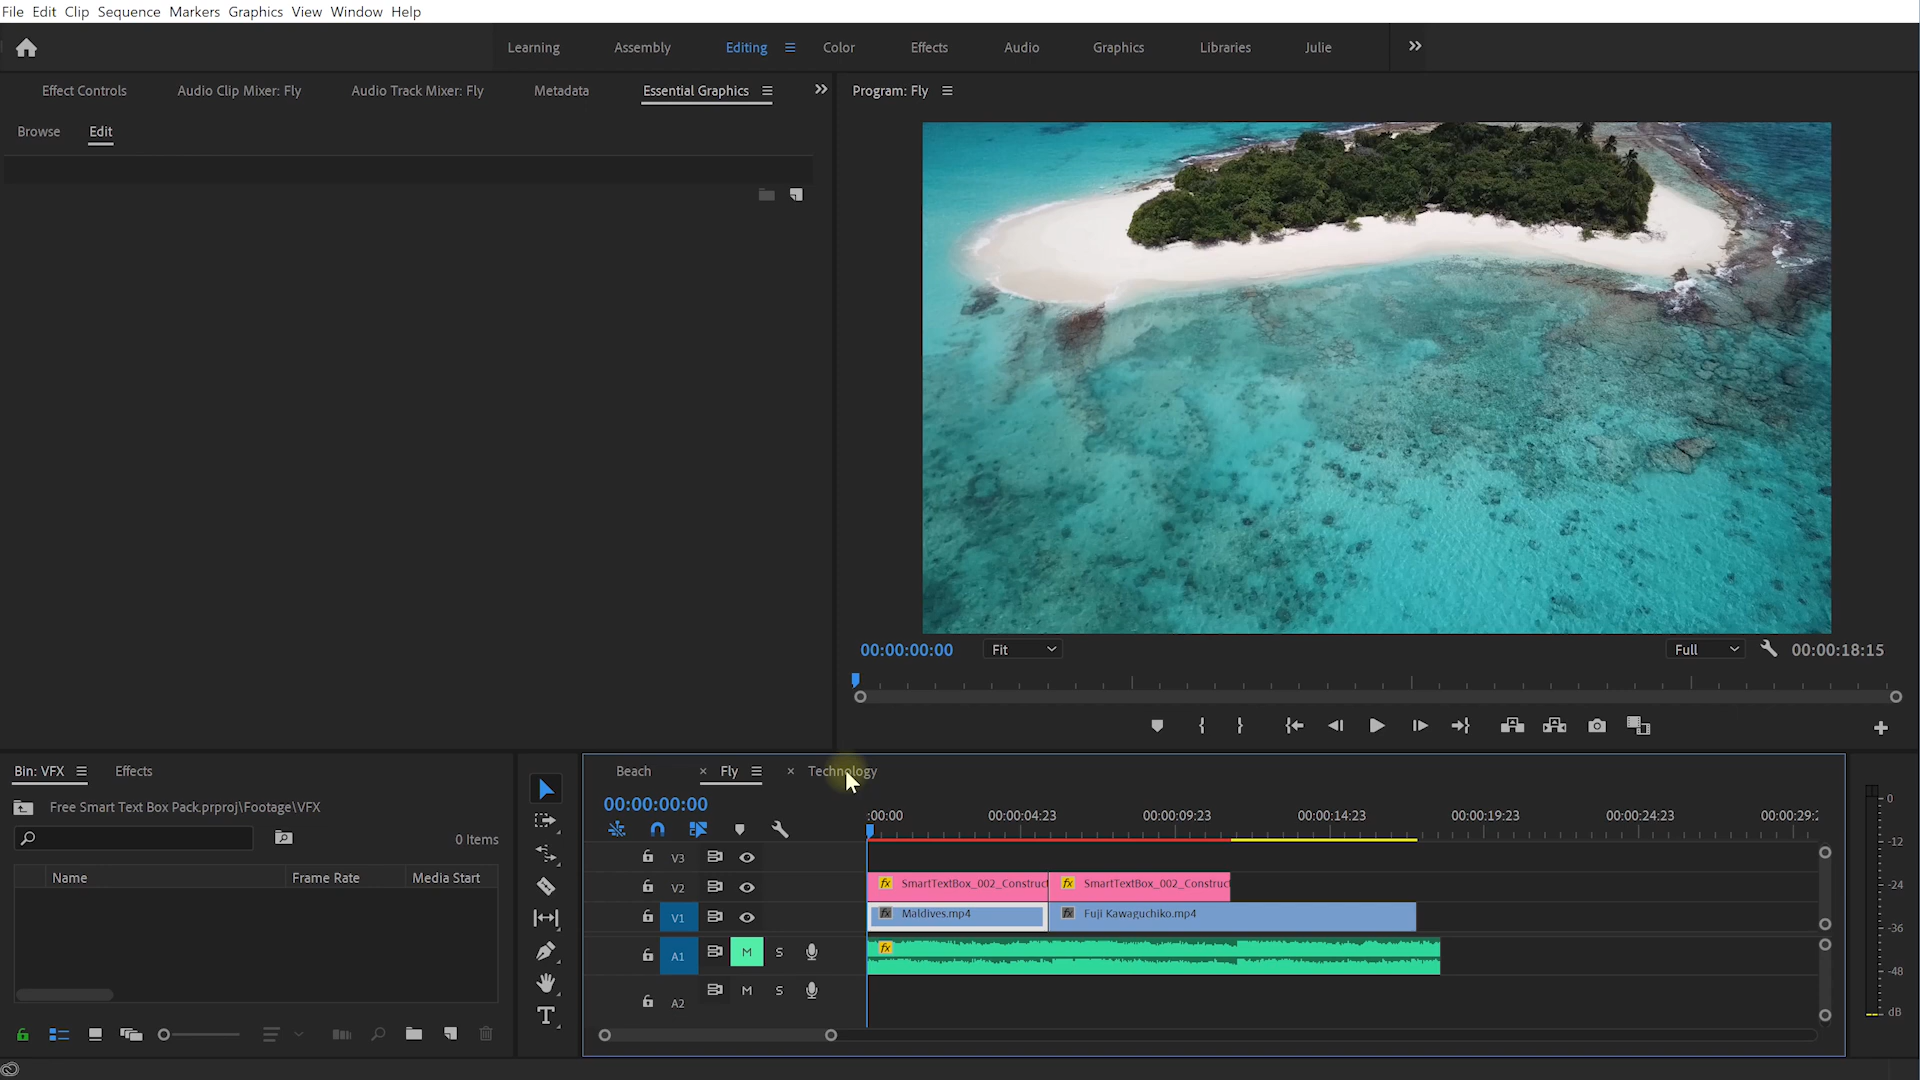 File Edit Clip Sequence Markers Graphics View Window Help
Learning Assembly Editing Color Effects Audio Graphics Libraries Julie
Effect Controls Audio Clip Mixer: Fly Audio Track Mixer: Fly Metadata Essential Graphics
Program: Fly
Browse Edit
00:00:00:00 Fit Full 00:00:18:15
Bin: VFX Effects
Beach × Fly × Technology
Free Smart Text Box Pack.prproj\Footage\VFX
00:00:00:00
:00:00 00:00:04:23 00:00:09:23 00:00:14:23 00:00:19:23 00:00:24:23 00:00:29:2
0 Items
Name Frame Rate Media Start
V3
V2 fx SmartTextBox_002_Construct fx SmartTextBox_002_Construct
V1 fx Maldives.mp4 fx Fuji Kawaguchiko.mp4
A1 M S fx
A2 M S
T
0
-12
-24
-36
-48
dB